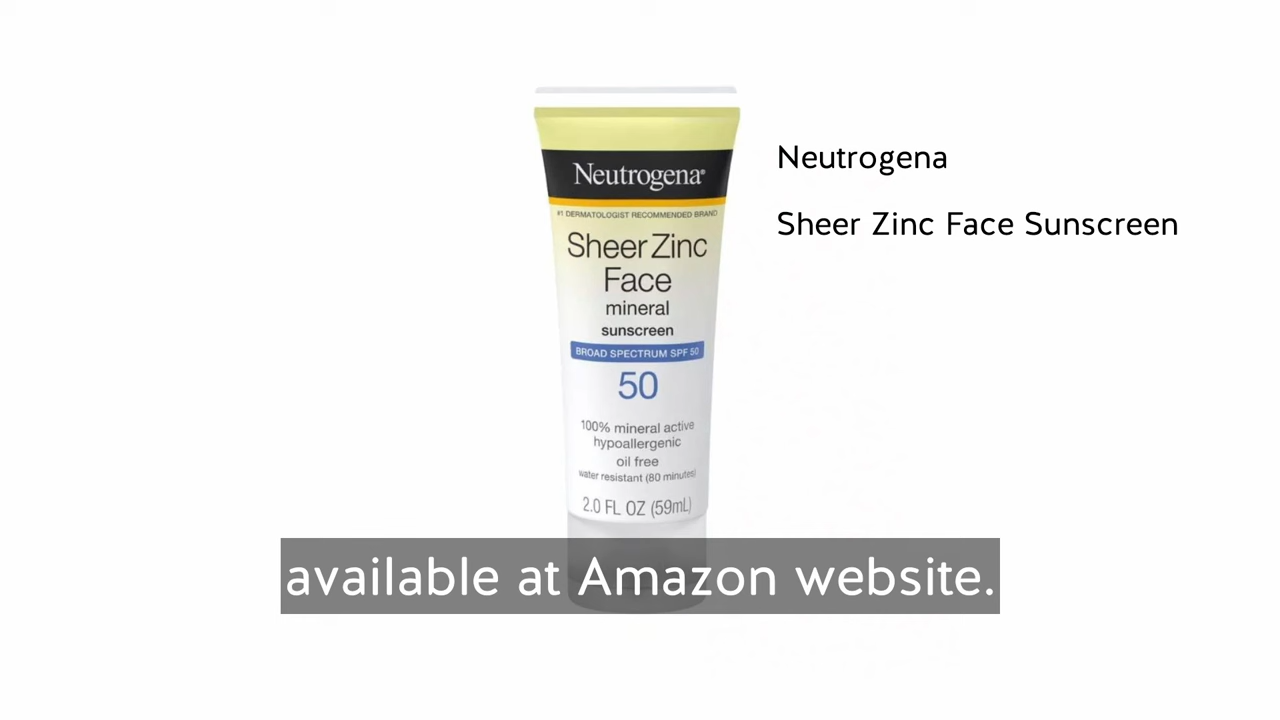 Neutrogena®
#1 DERMATOLOGIST RECOMMENDED BRAND
Sheer Zinc
Face
mineral
sunscreen
BROAD SPECTRUM SPF 50
50
100% mineral active
hypoallergenic
oil free
water resistant (80 minutes)
2.0 FL OZ (59mL)
Neutrogena
Sheer Zinc Face Sunscreen
available at Amazon website.